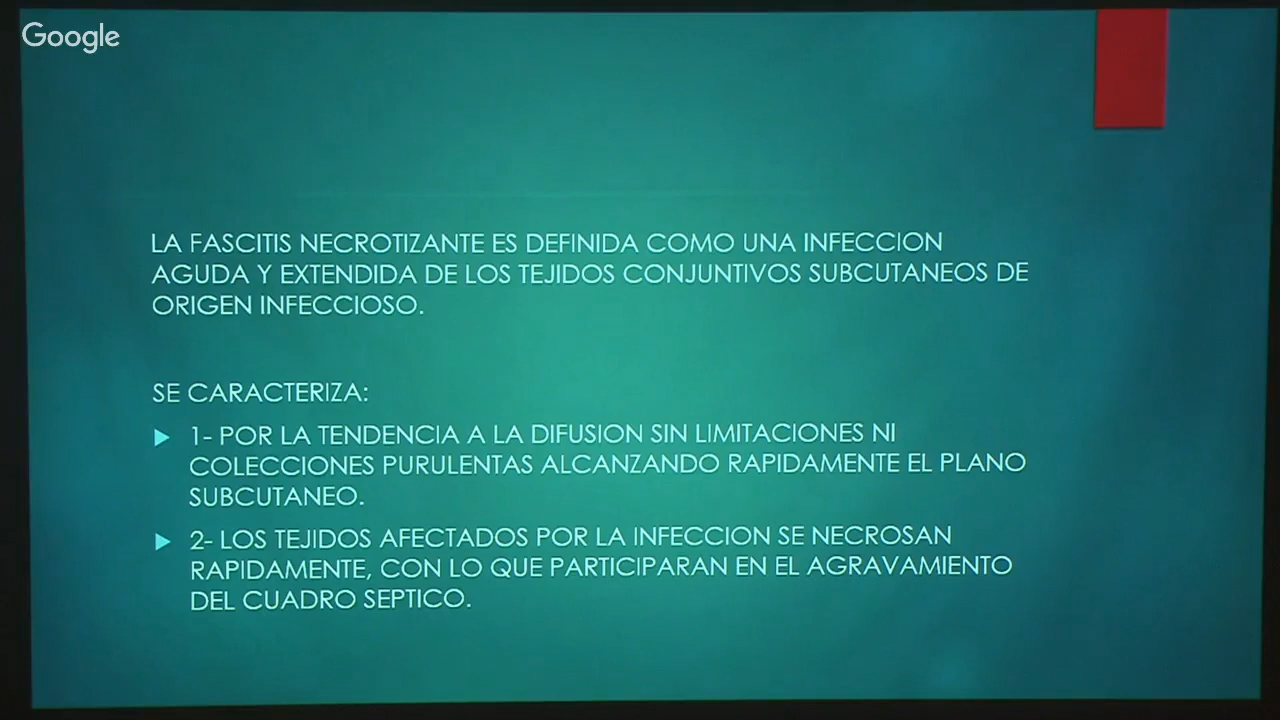 Google
LA FASCITIS NECROTIZANTE ES DEFINIDA COMO UNA INFECCION
AGUDA Y EXTENDIDA DE LOS TEJIDOS CONJUNTIVOS SUBCUTANEOS DE
ORIGEN INFECCIOSO.
SE CARACTERIZA:
1- POR LA TENDENCIA A LA DIFUSION SIN LIMITACIONES NI
COLECCIONES PURULENTAS ALCANZANDO RAPIDAMENTE EL PLANO
SUBCUTANEO.
2- LOS TEJIDOS AFECTADOS POR LA INFECCION SE NECROSAN
RAPIDAMENTE, CON LO QUE PARTICIPARAN EN EL AGRAVAMIENTO
DEL CUADRO SEPTICO.